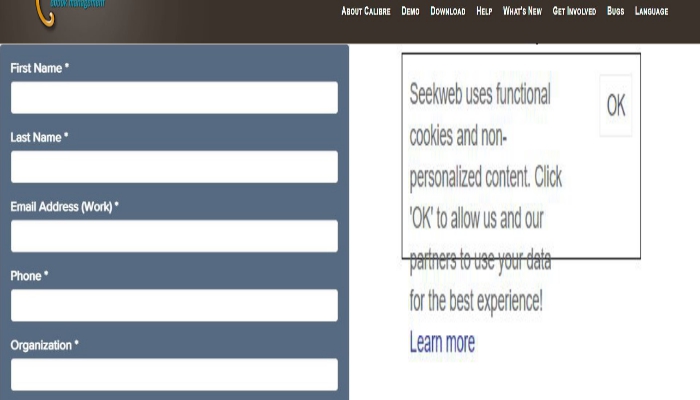 ebook management
About Calibre Demo Download Help What's New Get Involved Bugs Language
First Name *
Last Name *
Email Address (Work) *
Phone *
Organization *
Seekweb uses functional
cookies and non-
personalized content. Click
'OK' to allow us and our
partners to use your data
for the best experience!
Learn more
OK